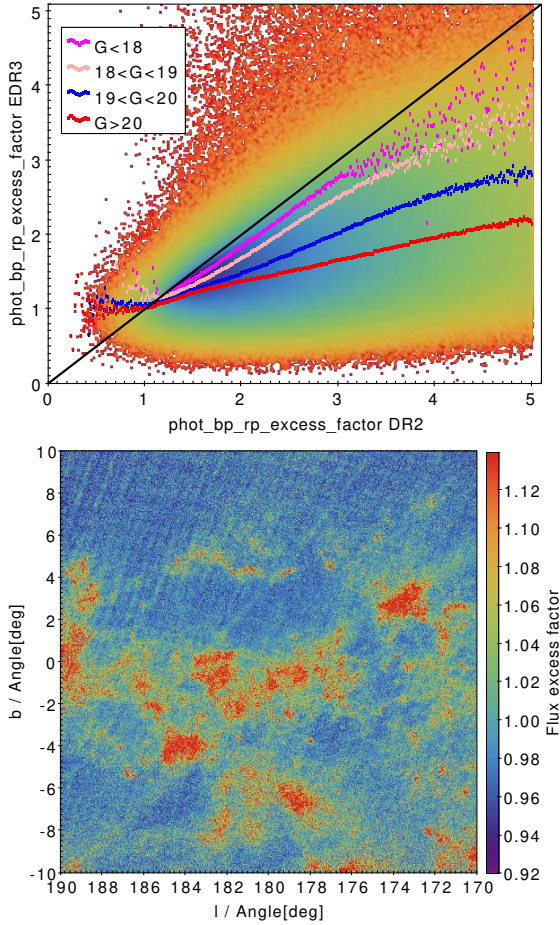 5
4
3
2
1
0
phot_bp_rp_excess_factor EDR3
G<18
18<G<19
19<G<20
G>20
0 1 2 3 4 5
phot_bp_rp_excess_factor DR2
10
8
6
4
2
0
-2
-4
-6
-8
-10
b / Angle[deg]
190 188 186 184 182 180 178 176 174 172 170
l / Angle[deg]
1.12
1.10
1.08
1.06
1.04
1.02
1.00
0.98
0.96
0.94
0.92
Flux excess factor